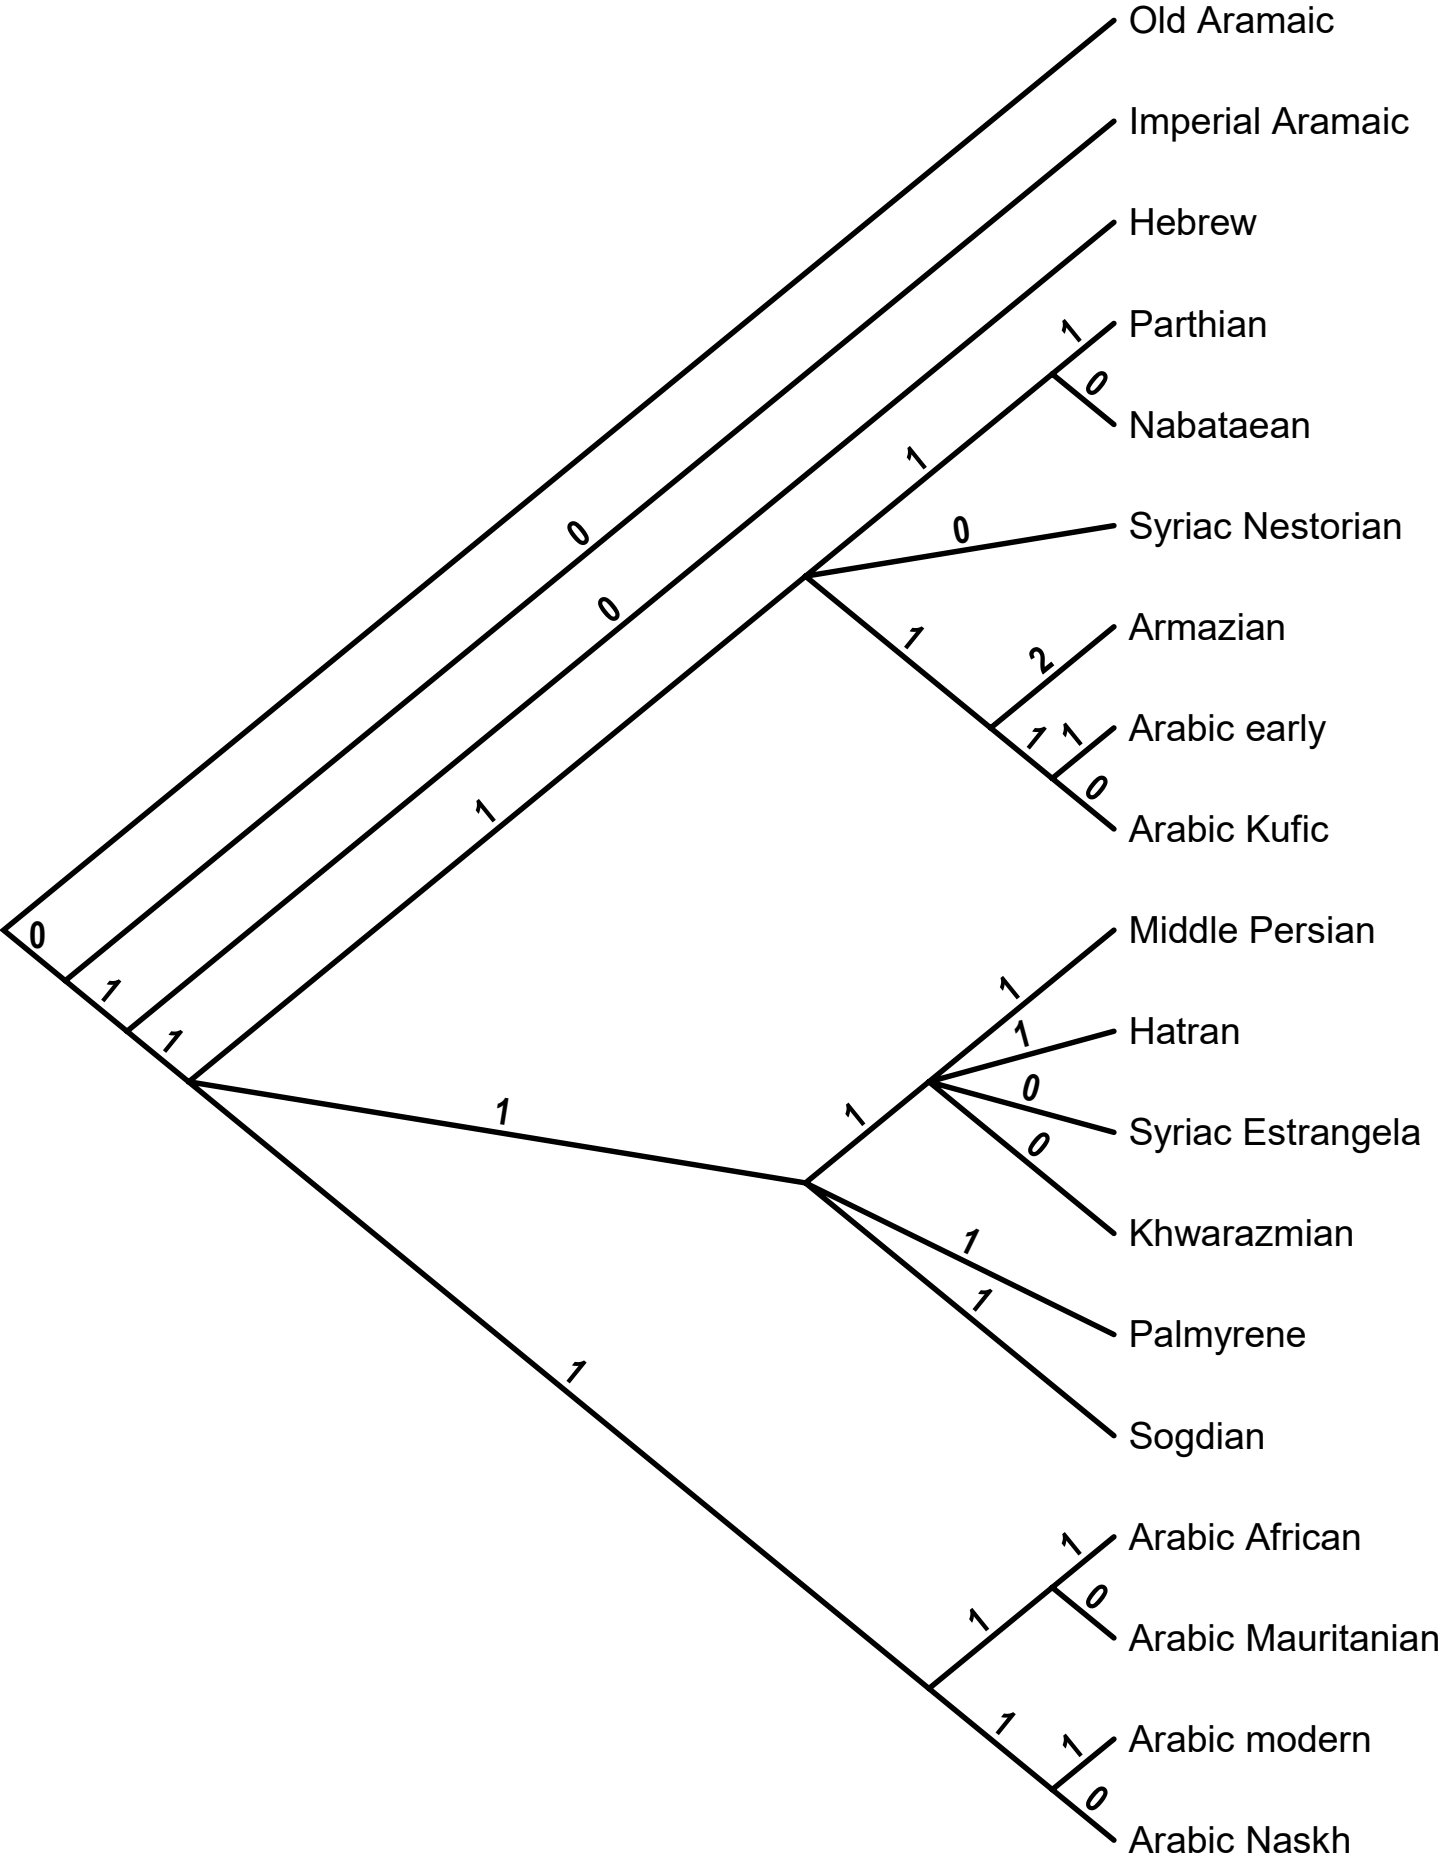 Old Aramaic
Imperial Aramaic
Hebrew
1 Parthian
0
Nabataean
1
0 Syriac Nestorian
0
0
1
2 Armazian
1 1 Arabic early
0
1
Arabic Kufic
0
Middle Persian
1
1
1
1 Hatran
0
1
1
Syriac Estrangela
0
Khwarazmian
1
1
Palmyrene
1
Sogdian
1 Arabic African
0
1
Arabic Mauritanian
1
1 Arabic modern
0
Arabic Naskh